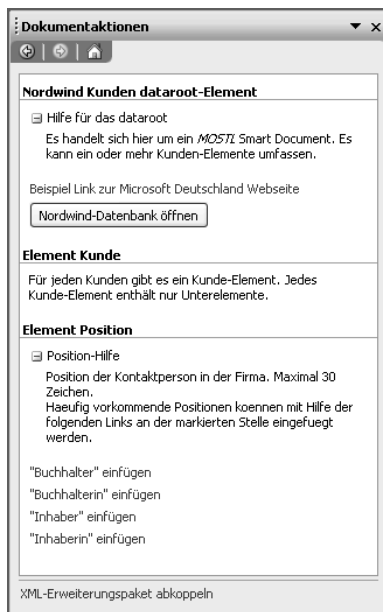 Dokumentaktionen
Nordwind Kunden dataroot-Element
Hilfe für das dataroot
Es handelt sich hier um ein MOSTL Smart Document. Es
kann ein oder mehr Kunden-Elemente umfassen.
Beispiel Link zur Microsoft Deutschland Webseite
Nordwind-Datenbank öffnen
Element Kunde
Für jeden Kunden gibt es ein Kunde-Element. Jedes
Kunde-Element enthält nur Unterelemente.
Element Position
Position-Hilfe
Position der Kontaktperson in der Firma. Maximal 30
Zeichen.
Haeufig vorkommende Positionen koennen mit Hilfe der
folgenden Links an der markierten Stelle eingefuegt
werden.
"Buchhalter" einfügen
"Buchhalterin" einfügen
"Inhaber" einfügen
"Inhaberin" einfügen
XML-Erweiterungspaket abkoppeln